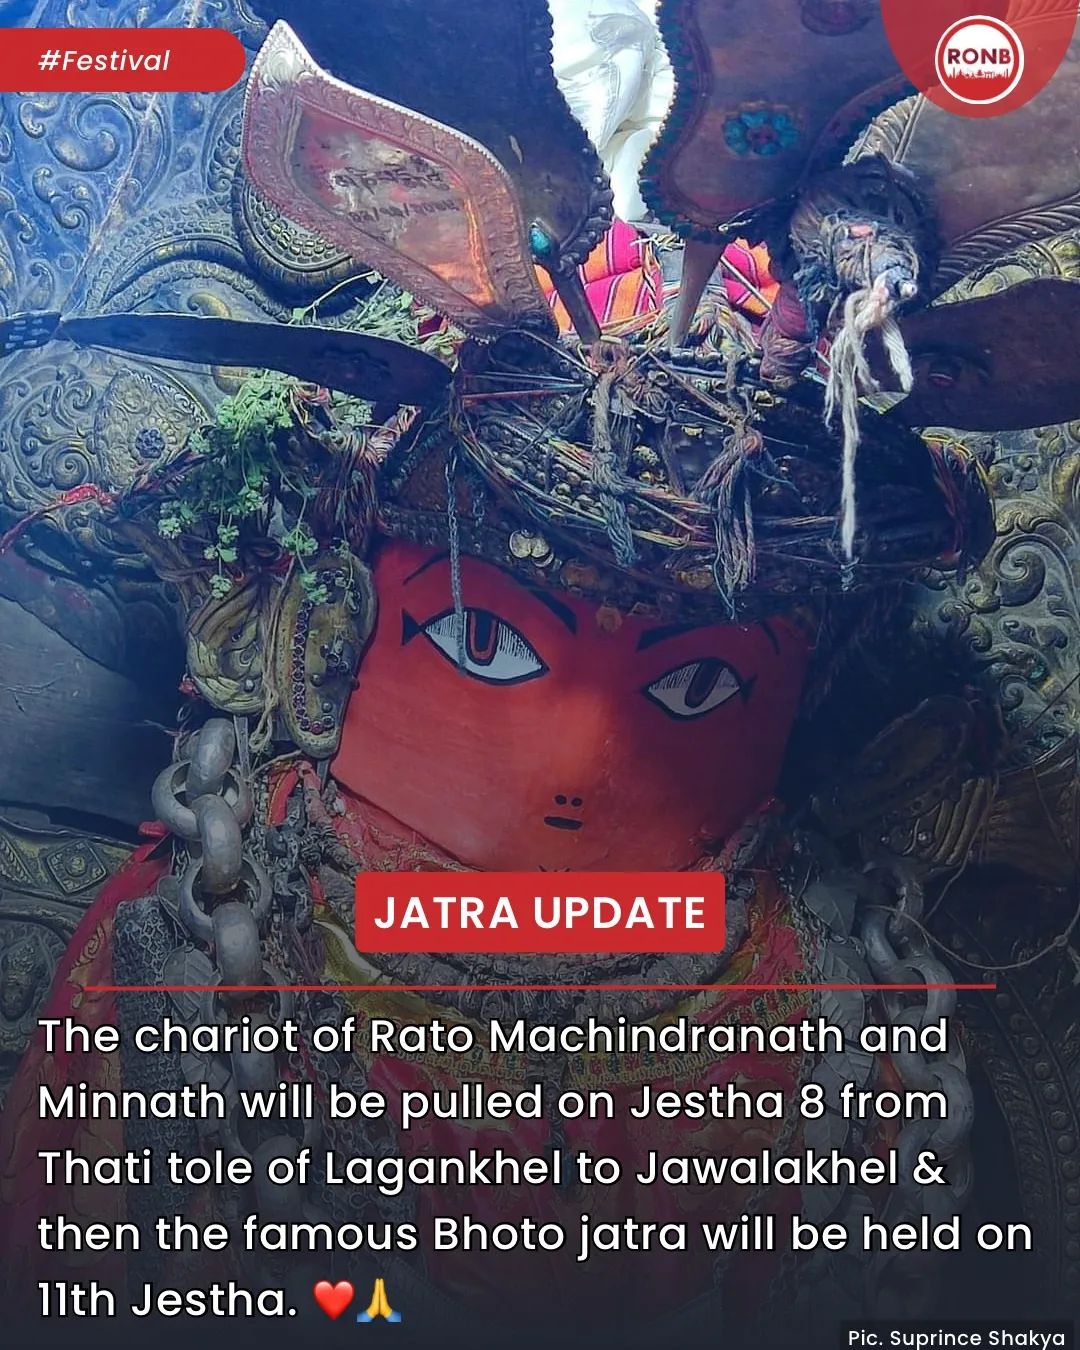 #Festival
RONB
JATRA UPDATE
The chariot of Rato Machindranath and
Minnath will be pulled on Jestha 8 from
Thati tole of Lagankhel to Jawalakhel &
then the famous Bhoto jatra will be held on
11th Jestha. ❤️🙏
Pic. Suprince Shakya